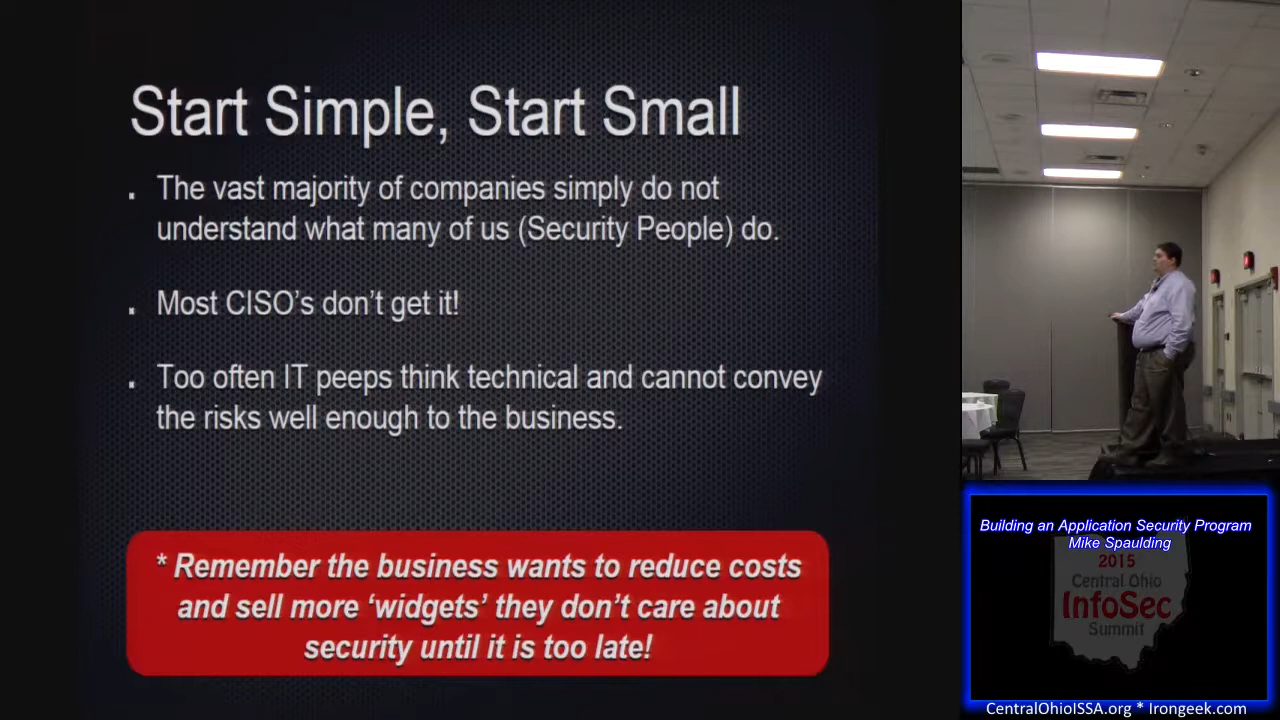 Start Simple, Start Small
. The vast majority of companies simply do not
understand what many of us (Security People) do.
. Most CISO’s don’t get it!
. Too often IT peeps think technical and cannot convey
the risks well enough to the business.
* Remember the business wants to reduce costs
and sell more ‘widgets’ they don’t care about
security until it is too late!
Building an Application Security Program
Mike Spaulding
2015
Central Ohio
InfoSec
Summit
CentralOhioISSA.org * Irongeek.com